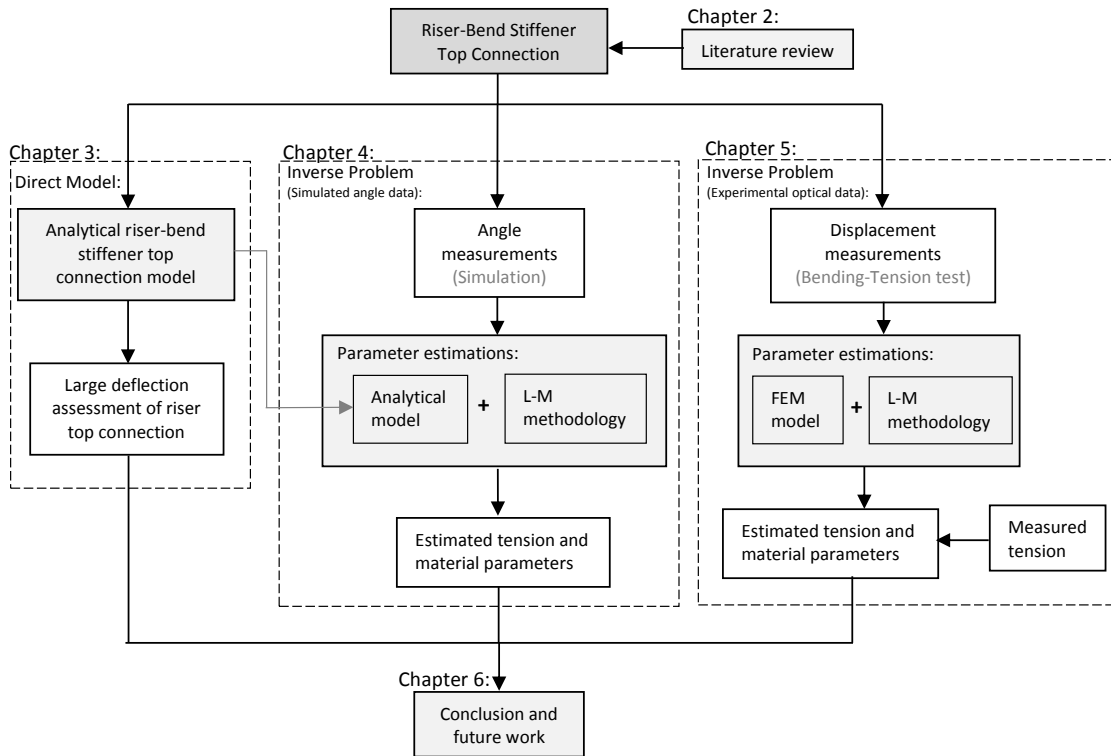 Chapter 2:
Riser-Bend Stiffener
Top Connection
Literature review
Chapter 3:
Direct Model:
Analytical riser-bend
stiffener top
connection model
Large deflection
assessment of riser
top connection
Chapter 4:
Inverse Problem
(Simulated angle data):
Angle
measurements
(Simulation)
Parameter estimations:
Analytical
model
+
L-M
methodology
Estimated tension and
material parameters
Chapter 5:
Inverse Problem
(Experimental optical data):
Displacement
measurements
(Bending-Tension test)
Parameter estimations:
FEM
model
+
L-M
methodology
Estimated tension and
material parameters
Measured
tension
Chapter 6:
Conclusion and
future work